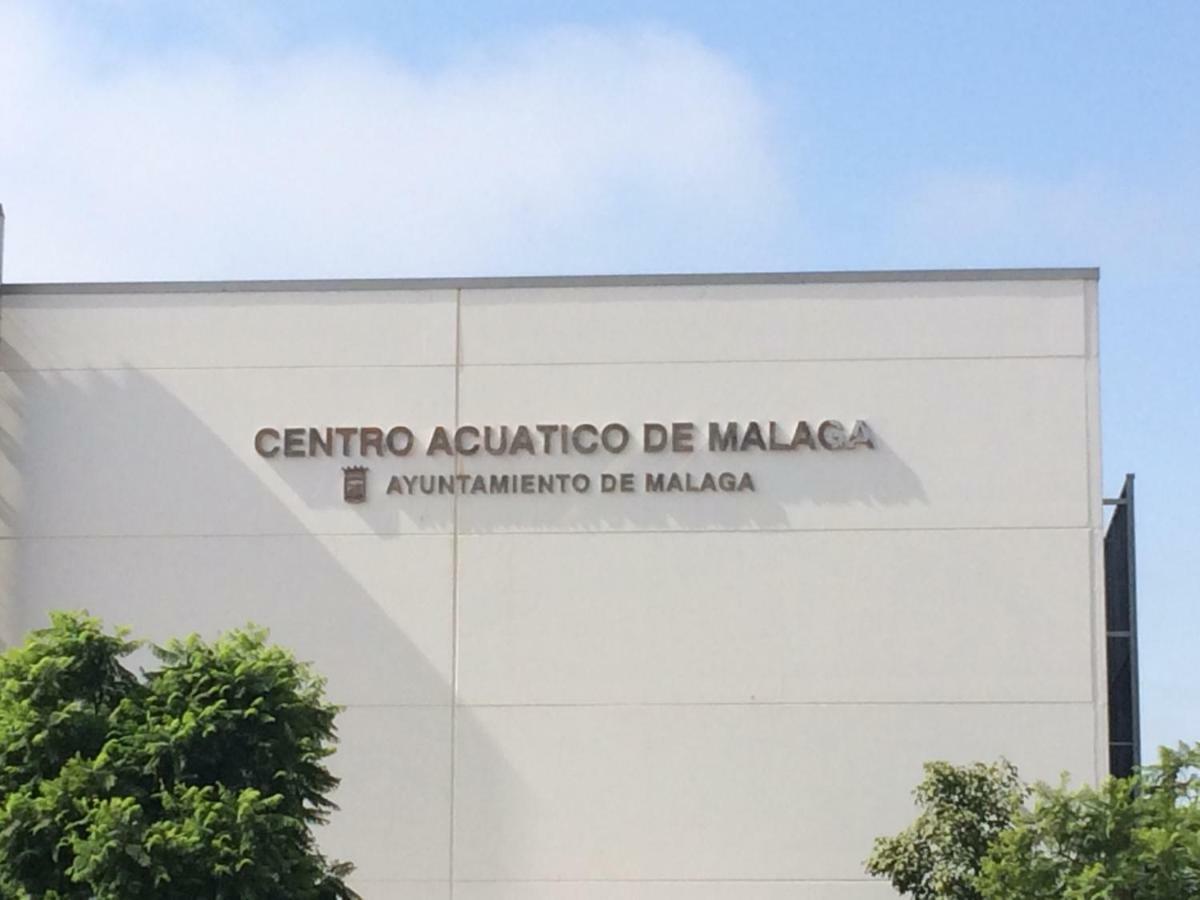 CENTRO ACUATICO DE MALAGA
AYUNTAMIENTO DE MALAGA